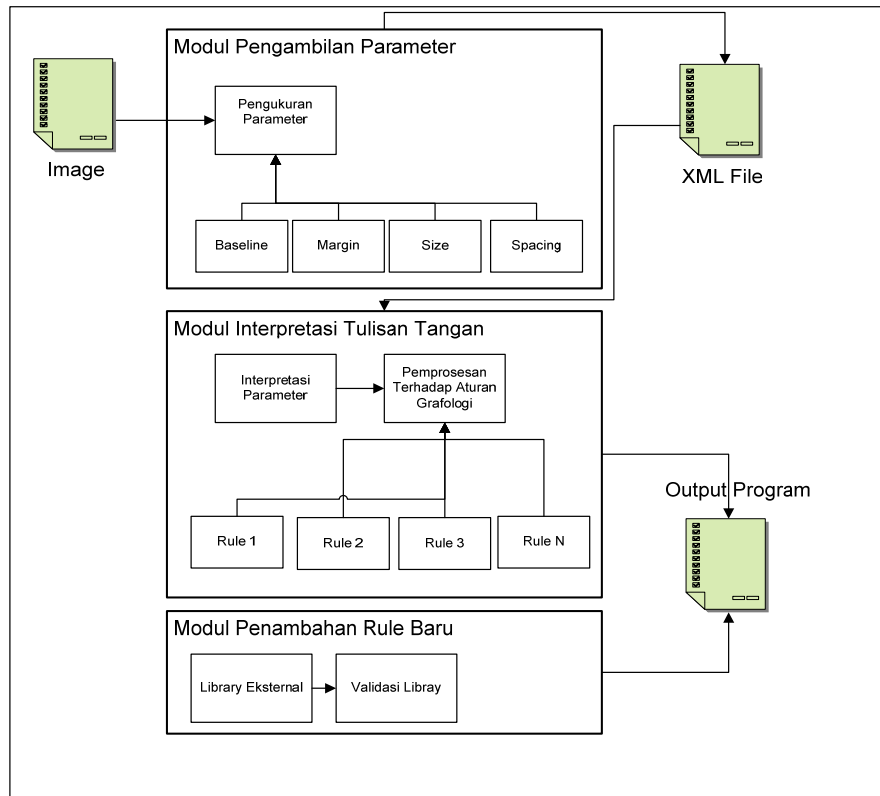 Modul Pengambilan Parameter
Image
Pengukuran
Parameter
Baseline
Margin
Size
Spacing
XML File
Modul Interpretasi Tulisan Tangan
Interpretasi
Parameter
Pemprosesan
Terhadap Aturan
Grafologi
Rule 1
Rule 2
Rule 3
Rule N
Output Program
Modul Penambahan Rule Baru
Library Eksternal
Validasi Libray